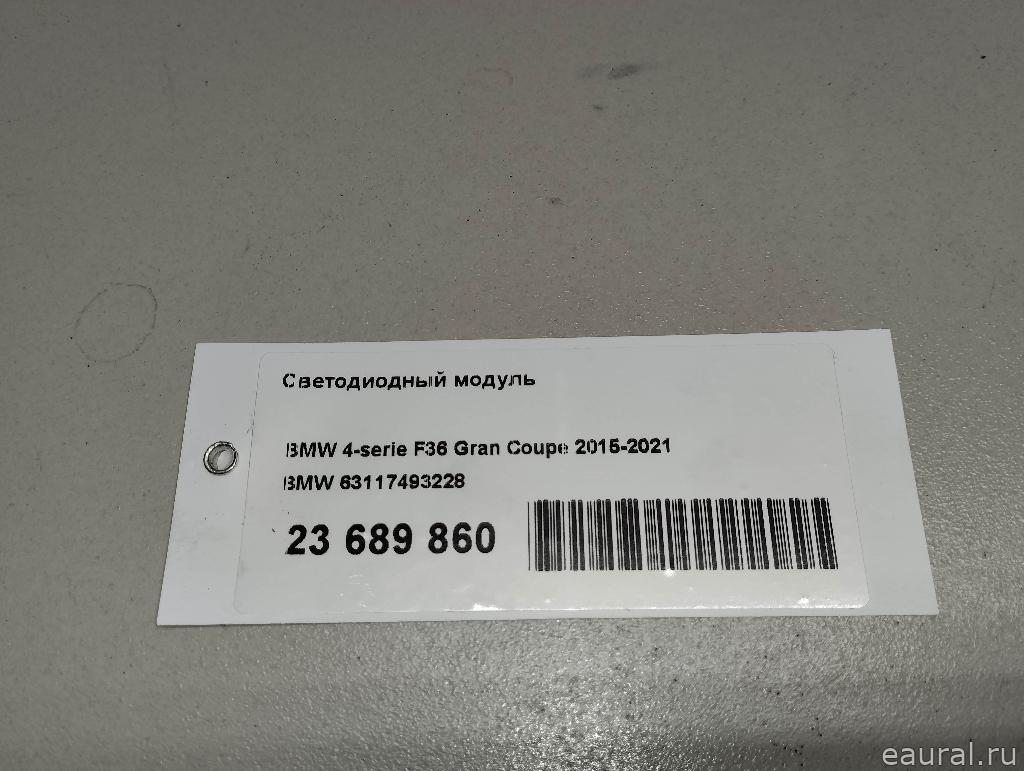 Светодиодный модуль
BMW 4-serie F36 Gran Coupe 2015-2021
BMW 63117493228
23 689 860
eaural.ru